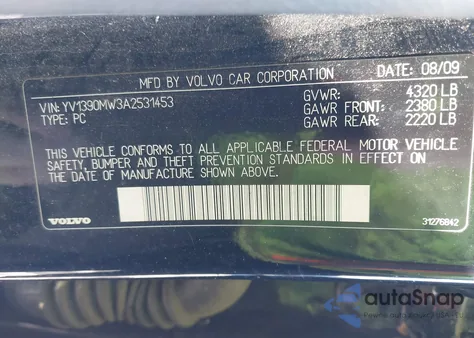 MFD BY VOLVO CAR CORPORATION DATE: 08/09
VIN: YV1390MW3A2531453 GVWR: 4320 LB
TYPE: PC GAWR FRONT: 2380 LB
GAWR REAR: 2220 LB
THIS VEHICLE CONFORMS TO ALL APPLICABLE FEDERAL MOTOR VEHICLE
SAFETY, BUMPER AND THEFT PREVENTION STANDARDS IN EFFECT ON
THE DATE OF MANUFACTURE SHOWN ABOVE.
VOLVO 31276842
autoSnap